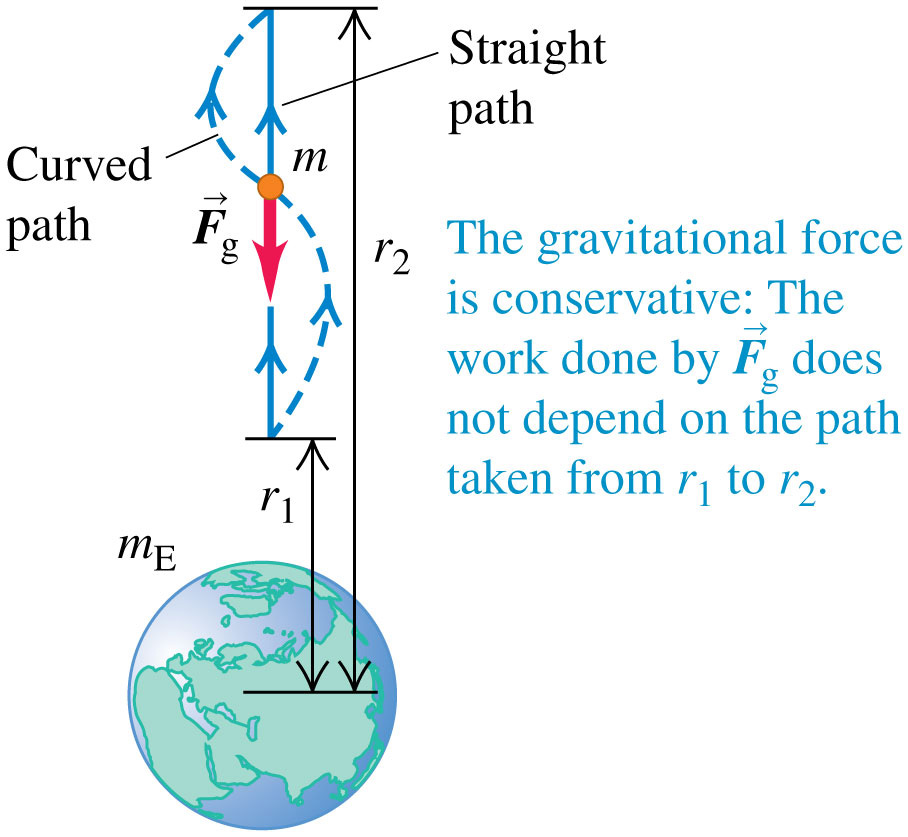 Straight
path
Curved
path
m
F⃗g
r2
The gravitational force
is conservative: The
work done by F⃗g does
not depend on the path
taken from r1 to r2.
r1
mE